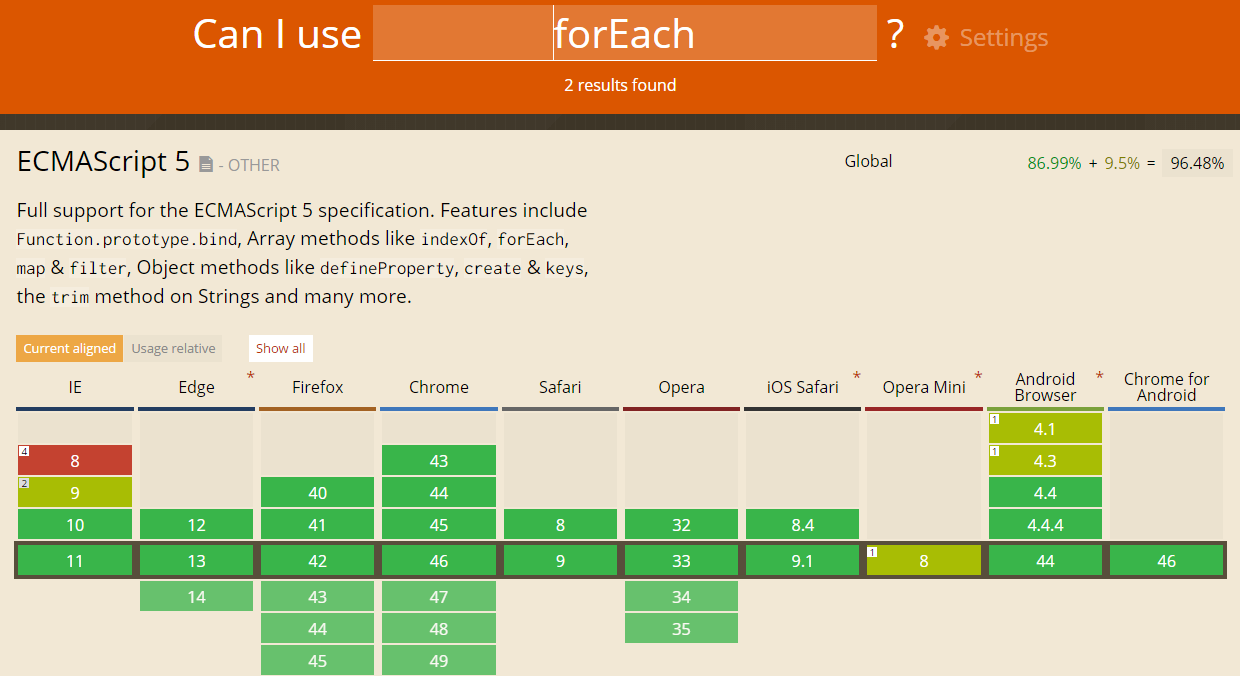 Can I use forEach ? Settings
2 results found
ECMAScript 5 - OTHER
Global 86.99% + 9.5% = 96.48%
Full support for the ECMAScript 5 specification. Features include
Function.prototype.bind, Array methods like indexOf, forEach,
map & filter, Object methods like defineProperty, create & keys,
the trim method on Strings and many more.
Current aligned Usage relative Show all
IE Edge * Firefox Chrome Safari Opera iOS Safari * Opera Mini * Android Browser * Chrome for Android
1 4.1
4 8 43 1 4.3
2 9 40 44 4.4
10 12 41 45 8 32 8.4 4.4.4
11 13 42 46 9 33 9.1 1 8 44 46
14 43 47 34
44 48 35
45 49